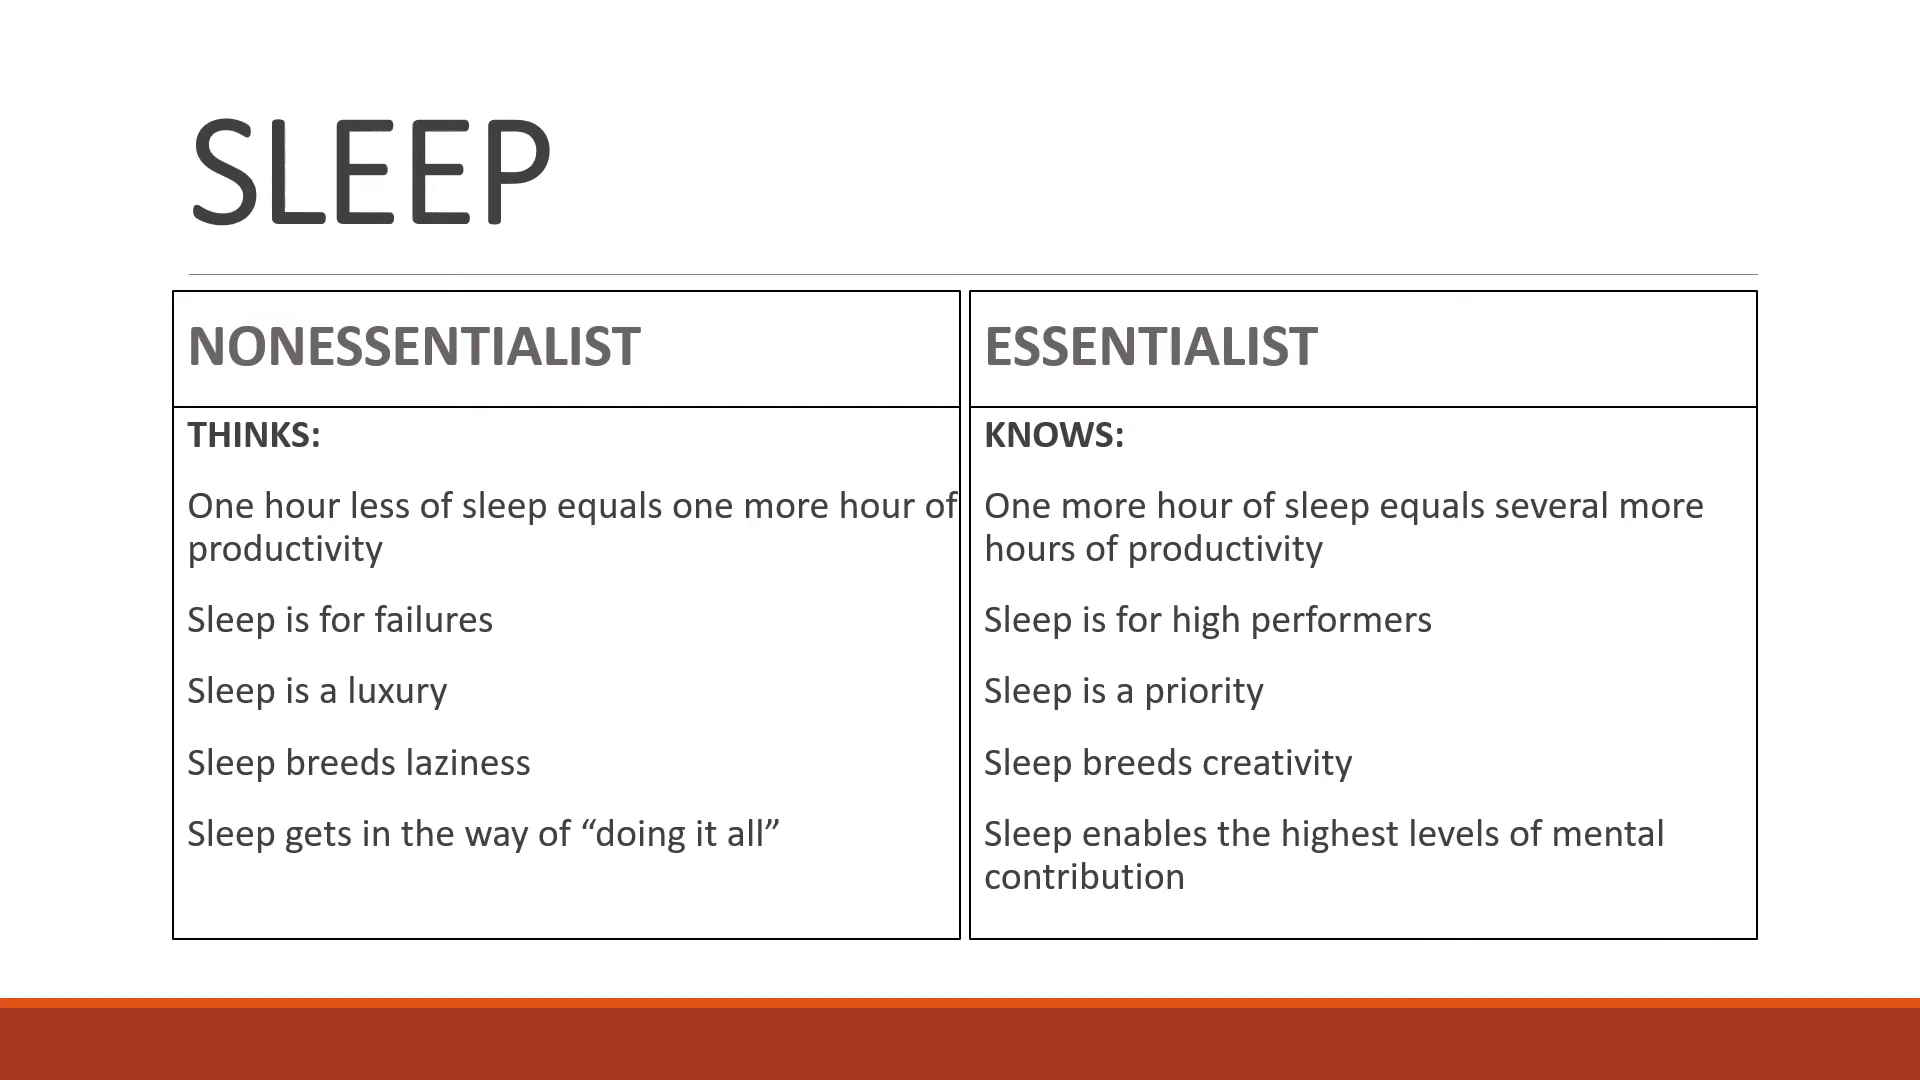 SLEEP
NONESSENTIALIST
THINKS:
One hour less of sleep equals one more hour of
productivity
Sleep is for failures
Sleep is a luxury
Sleep breeds laziness
Sleep gets in the way of “doing it all”
ESSENTIALIST
KNOWS:
One more hour of sleep equals several more
hours of productivity
Sleep is for high performers
Sleep is a priority
Sleep breeds creativity
Sleep enables the highest levels of mental
contribution